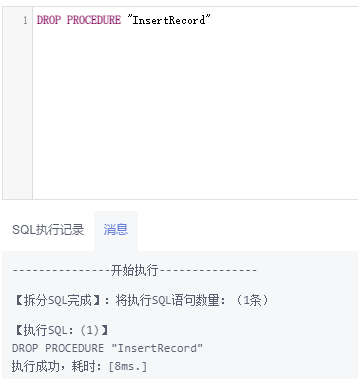 1 DROP PROCEDURE "InsertRecord"
SQL执行记录 消息
---------------开始执行---------------
【拆分SQL完成】：将执行SQL语句数量：（1条）
【执行SQL：(1)】
DROP PROCEDURE "InsertRecord"
执行成功，耗时：[8ms.]